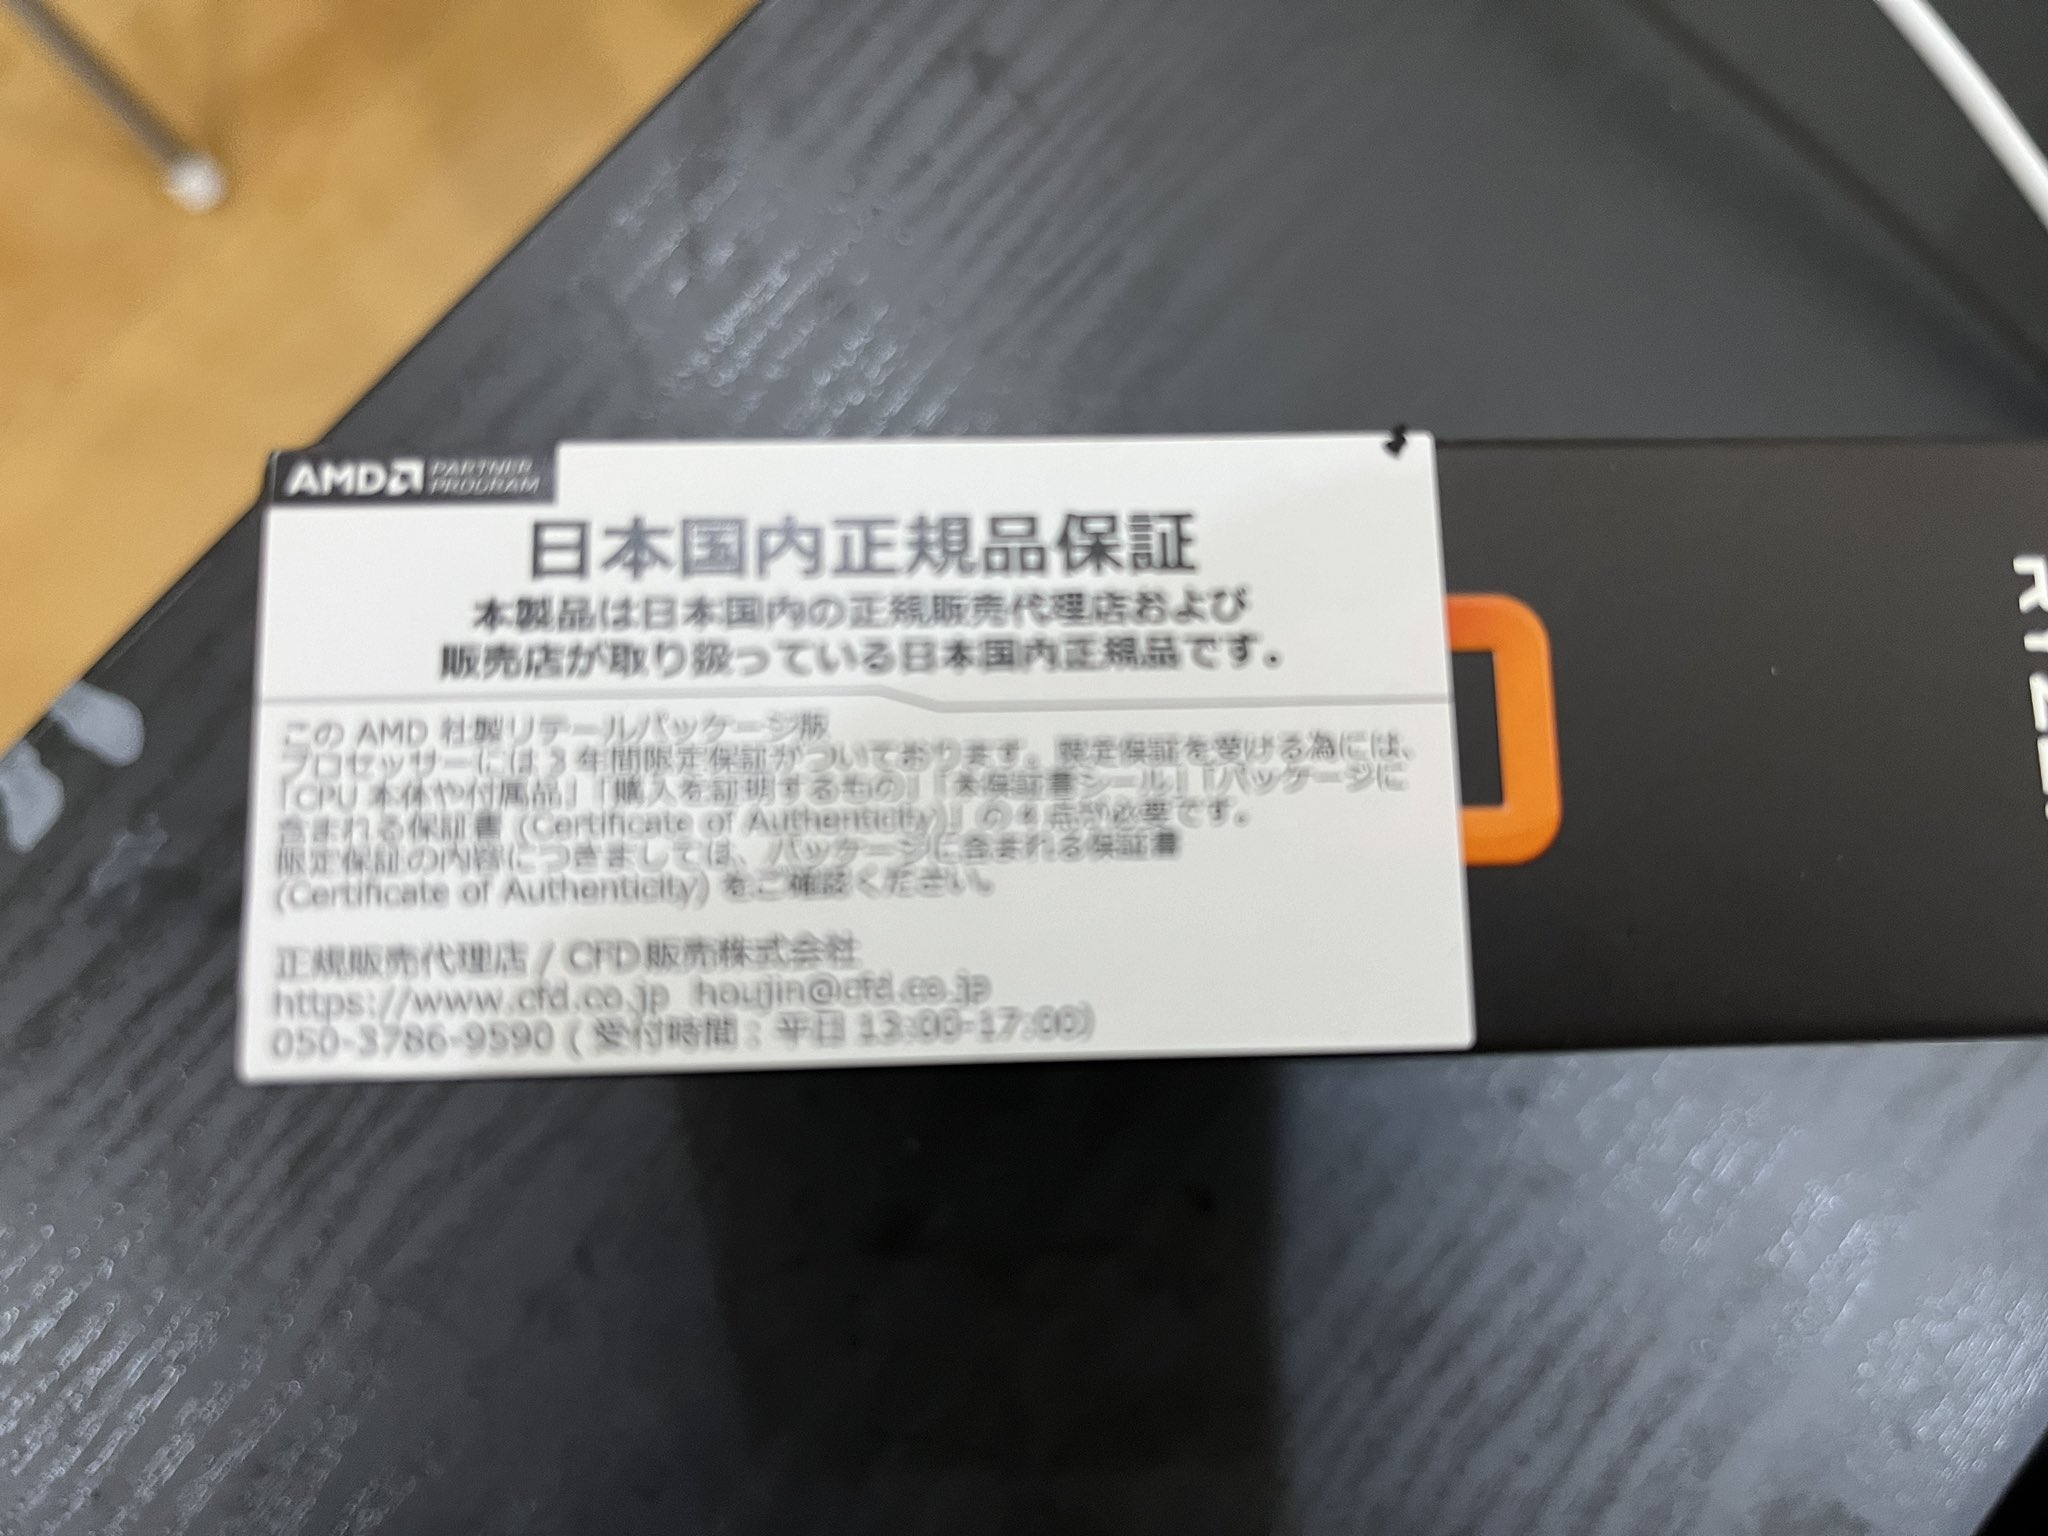 AMD PARTNER PROGRAM
日本国内正規品保証
本製品は日本国内の正規販売代理店および
販売店が取り扱っている日本国内正規品です。
この AMD 社製リテールパッケージ版
プロセッサーには 3 年間限定保証がついております。限定保証を受ける為には、
「CPU 本体や付属品」「購入を証明するもの」「本保証書シール」「パッケージに
含まれる保証書 (Certificate of Authenticity)」の 4 点が必要です。
限定保証の内容につきましては、パッケージに含まれる保証書
(Certificate of Authenticity) をご確認ください。
正規販売代理店 / CFD 販売株式会社
https://www.cfd.co.jp houjin@cfd.co.jp
050-3786-9590 ( 受付時間 : 平日 13:00-17:00)